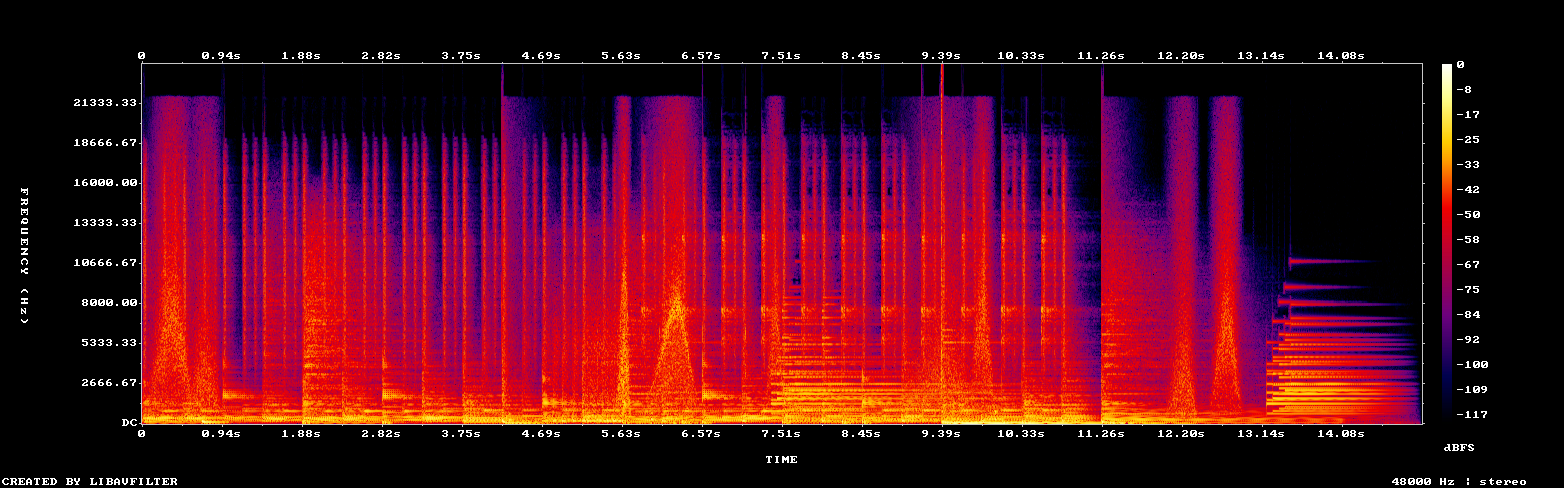 0 0.94s 1.88s 2.82s 3.75s 4.69s 5.63s 6.57s 7.51s 8.45s 9.39s 10.33s 11.26s 12.20s 13.14s 14.08s
21333.33
18666.67
16000.00
13333.33
10666.67
8000.00
5333.33
2666.67
DC
FREQUENCY (Hz)
0
-8
-17
-25
-33
-42
-50
-58
-67
-75
-84
-92
-100
-109
-117
0 0.94s 1.88s 2.82s 3.75s 4.69s 5.63s 6.57s 7.51s 8.45s 9.39s 10.33s 11.26s 12.20s 13.14s 14.08s
dBFS
TIME
CREATED BY LIBAVFILTER
48000 Hz | stereo